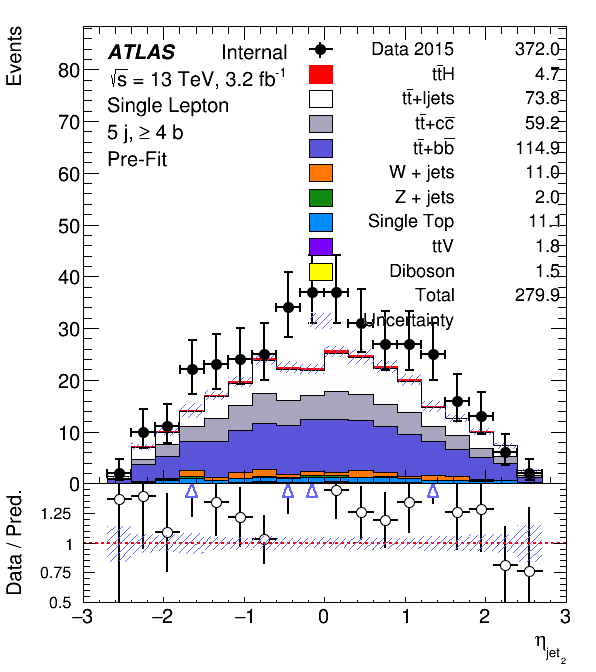 Events
ATLAS Internal
√s = 13 TeV, 3.2 fb⁻¹
Single Lepton
5 j, ≥ 4 b
Pre-Fit
Data 2015 372.0
tt̄H 4.7
tt̄+ljets 73.8
tt̄+cc̄ 59.2
tt̄+bb̄ 114.9
W + jets 11.0
Z + jets 2.0
Single Top 11.1
ttV 1.8
Diboson 1.5
Total 279.9
Uncertainty
80
70
60
50
40
30
20
10
0
Data / Pred.
1.25
1
0.75
0.5
−3 −2 −1 0 1 2 3
η_jet_2